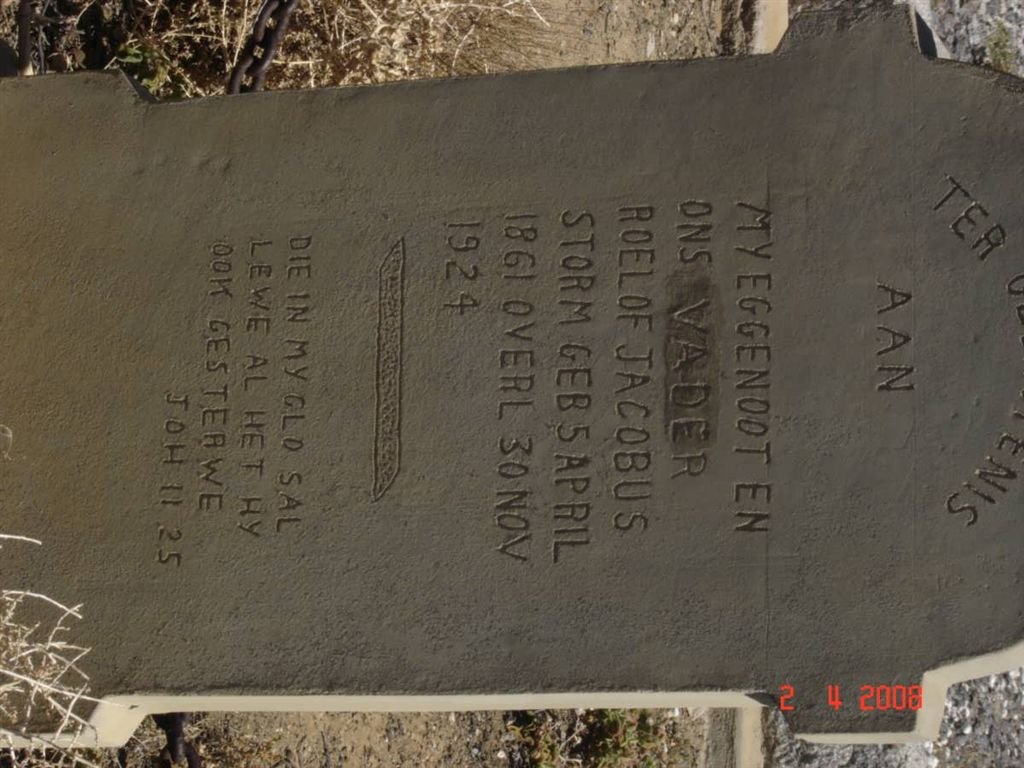 TER GEDAGTENIS
AAN
MY EGGENOOT EN
ONS VADER
ROELOF JACOBUS
STORM GEB 5 APRIL
1861 OVERL 30 NOV
1924
DIE IN MY GLO SAL
LEWE AL HET HY
OOK GESTERWE
JOH 11 25
2 4 2008